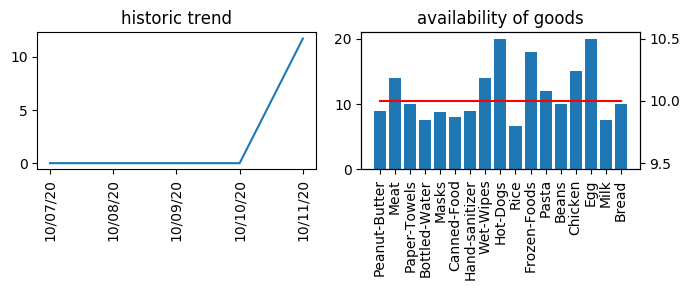 historic trend
10
5
0
10/07/20
10/08/20
10/09/20
10/10/20
10/11/20
availability of goods
20
10
0
10.5
10.0
9.5
Peanut-Butter
Meat
Paper-Towels
Bottled-Water
Masks
Canned-Food
Hand-sanitizer
Wet-Wipes
Hot-Dogs
Rice
Frozen-Foods
Pasta
Beans
Chicken
Egg
Milk
Bread